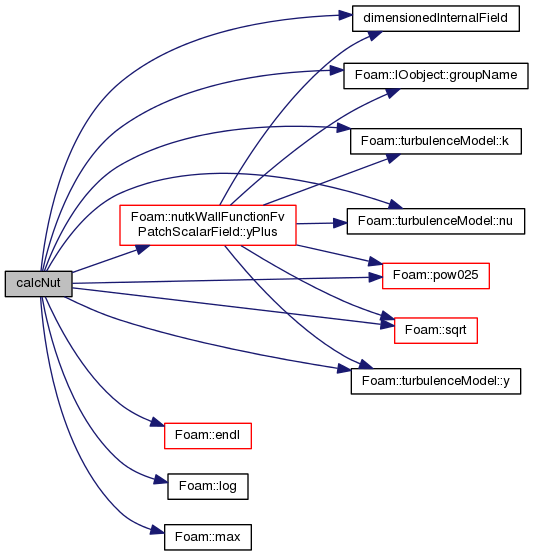 dimensionedInternalField
Foam::IOobject::groupName
Foam::turbulenceModel::k
Foam::nutkWallFunctionFv
PatchScalarField::yPlus
Foam::turbulenceModel::nu
calcNut
Foam::pow025
Foam::sqrt
Foam::turbulenceModel::y
Foam::endl
Foam::log
Foam::max